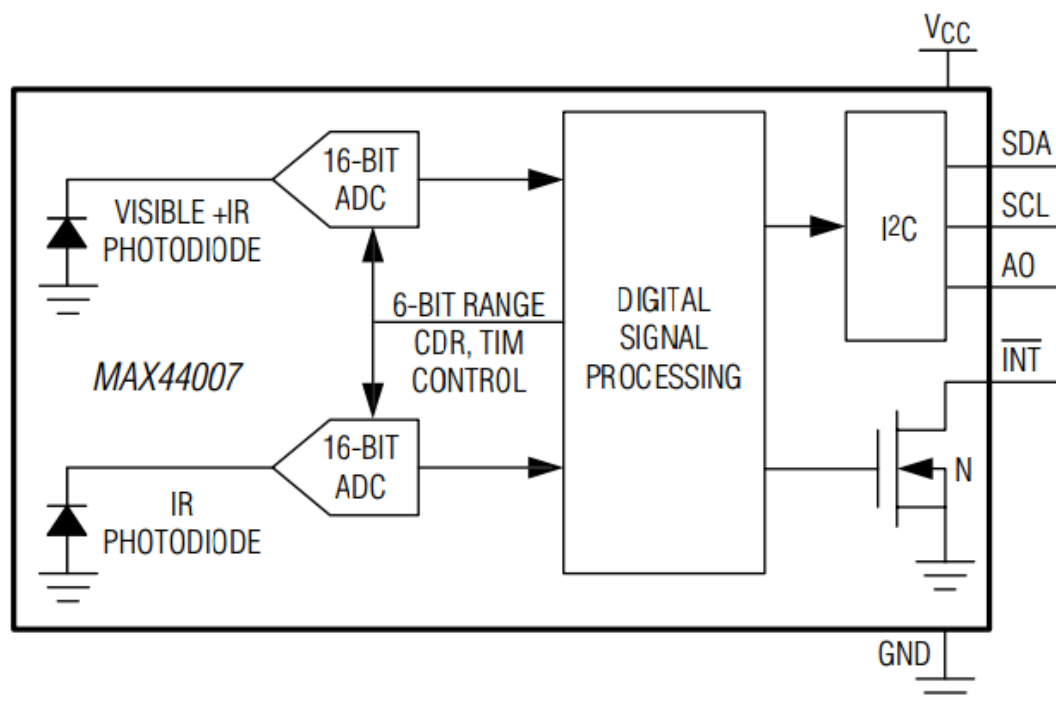 VCC
16-BIT
ADC
VISIBLE +IR
PHOTODIODE
SDA
SCL
I²C
A0
6-BIT RANGE
CDR, TIM
CONTROL
DIGITAL
SIGNAL
PROCESSING
INT
MAX44007
16-BIT
ADC
IR
PHOTODIODE
N
GND